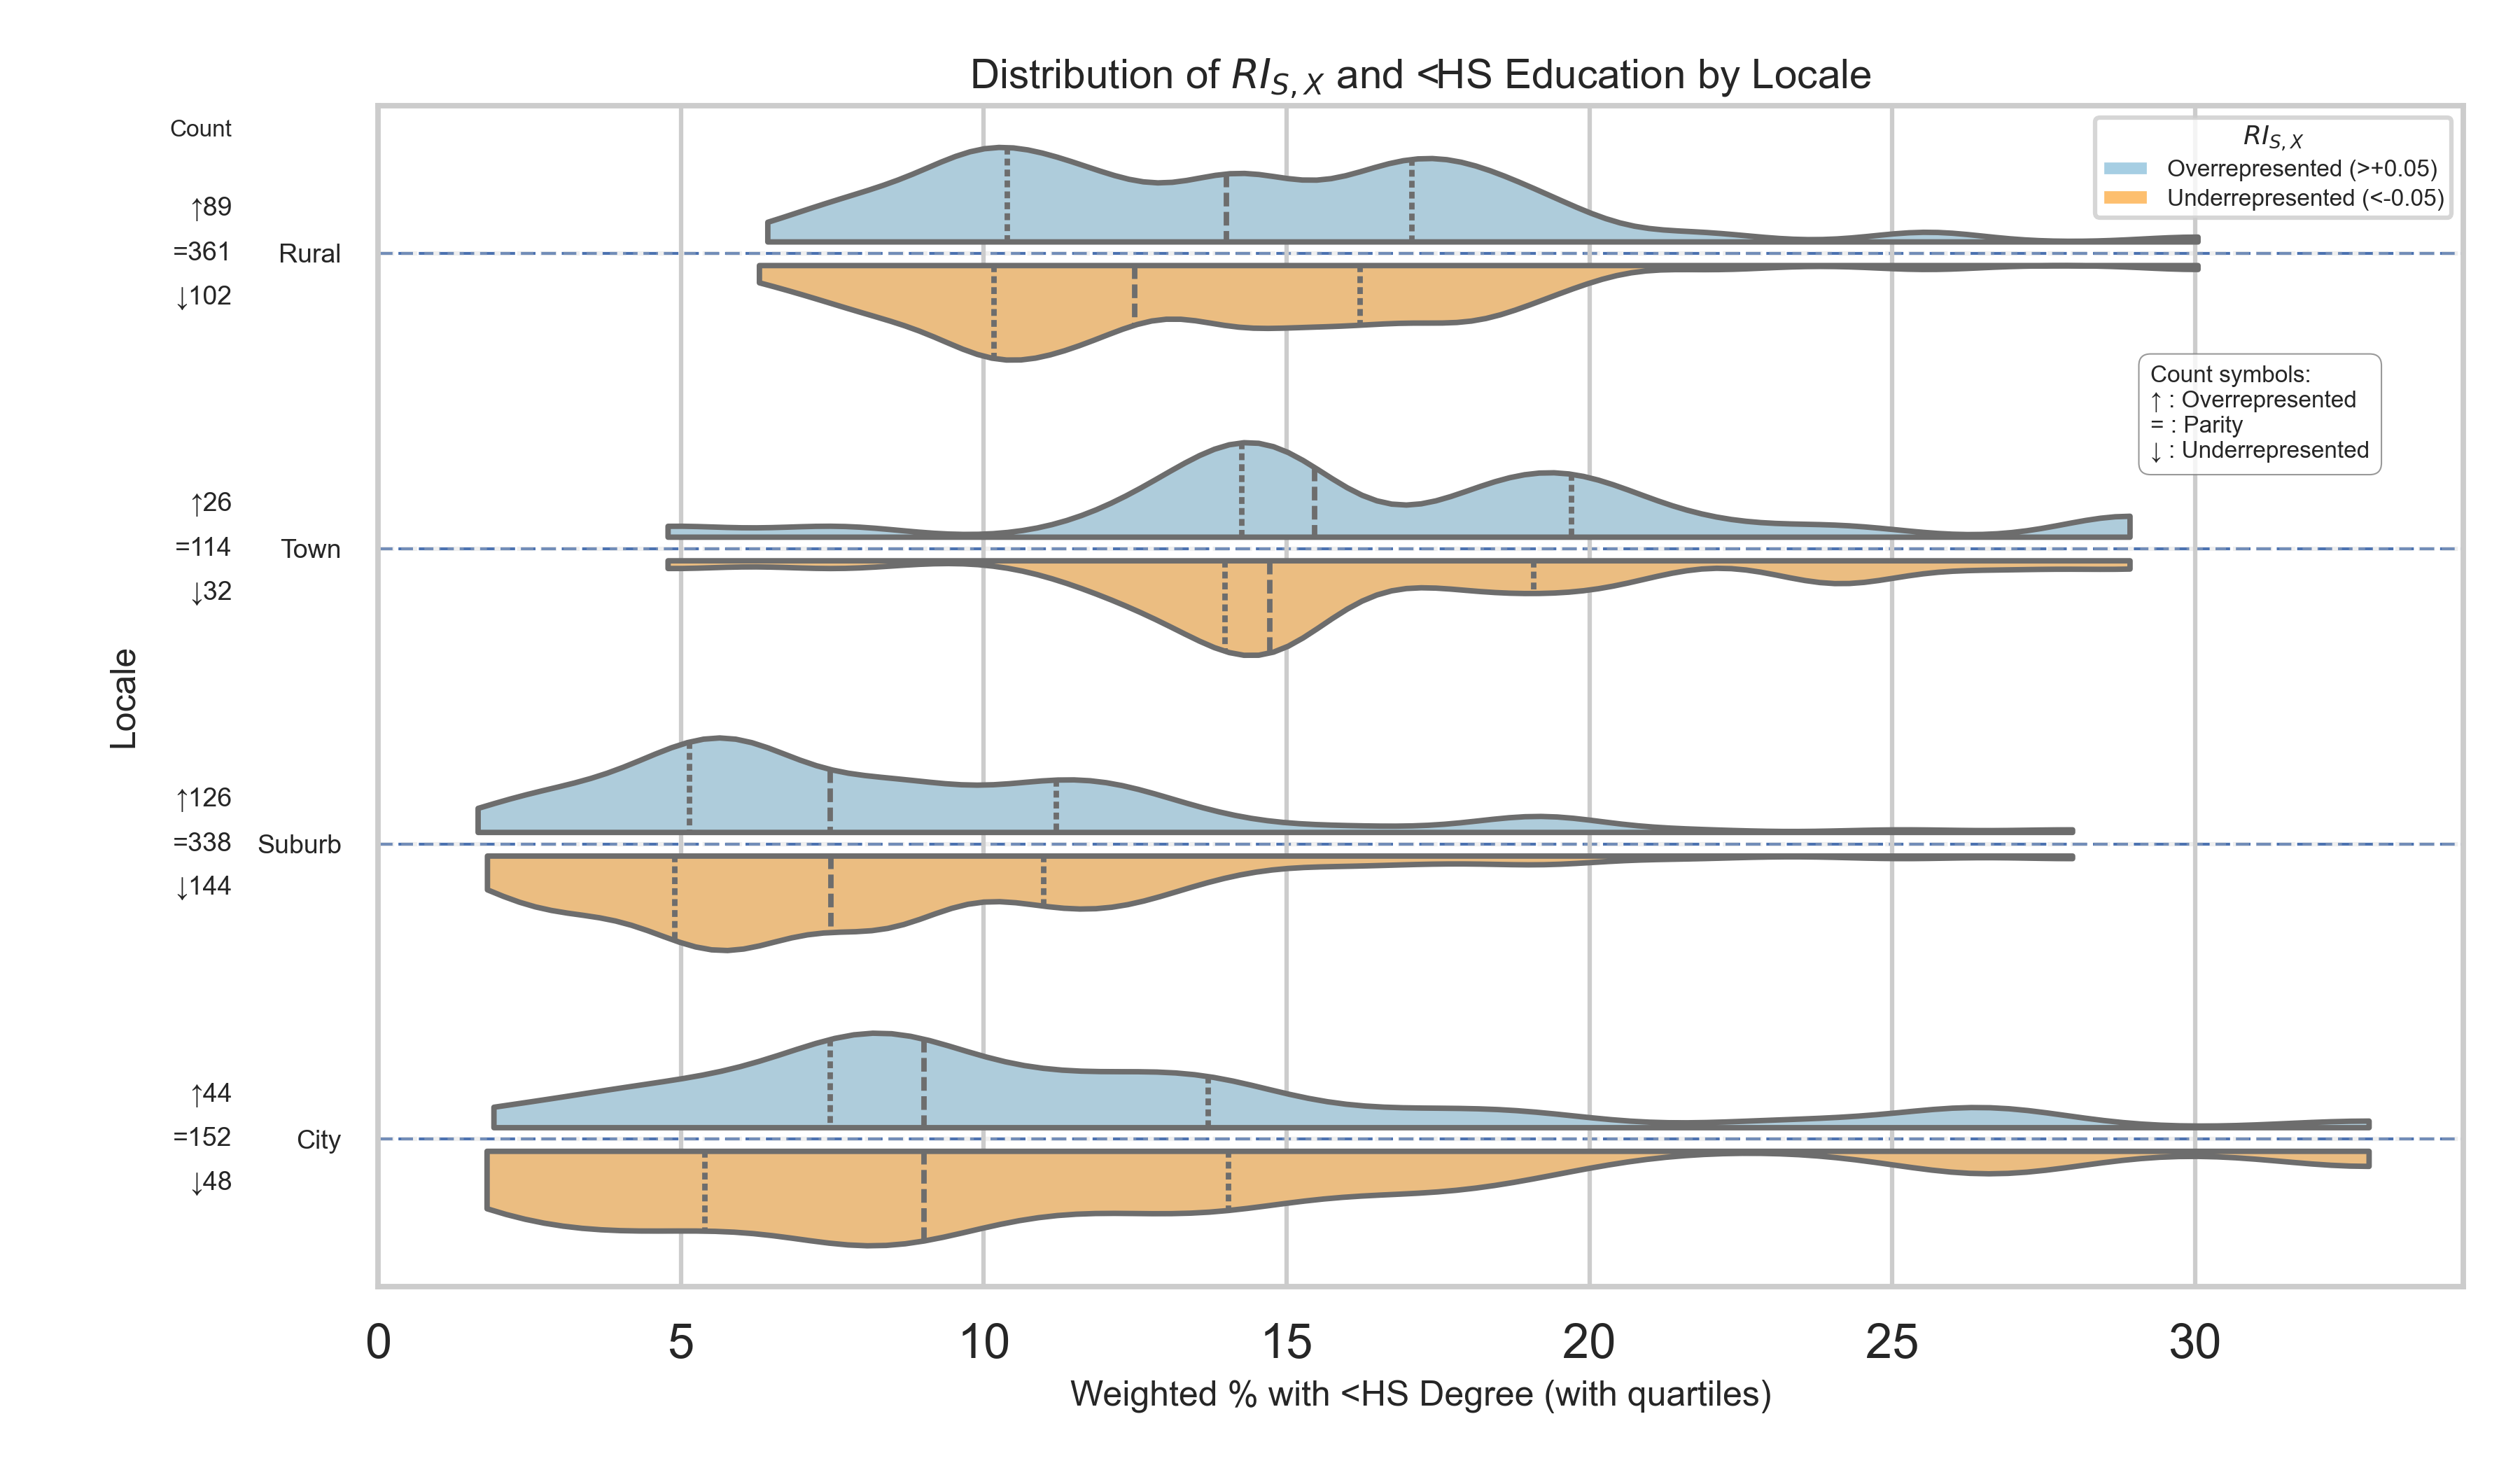 Distribution of RI_{S, X} and <HS Education by Locale
Count
RI_{S, X}
Overrepresented (>+0.05)
Underrepresented (<-0.05)
↑89
=361
Rural
↓102
Count symbols:
↑ : Overrepresented
= : Parity
↓ : Underrepresented
↑26
=114
Town
↓32
Locale
↑126
=338
Suburb
↓144
↑44
=152
City
↓48
0 5 10 15 20 25 30
Weighted % with <HS Degree (with quartiles)